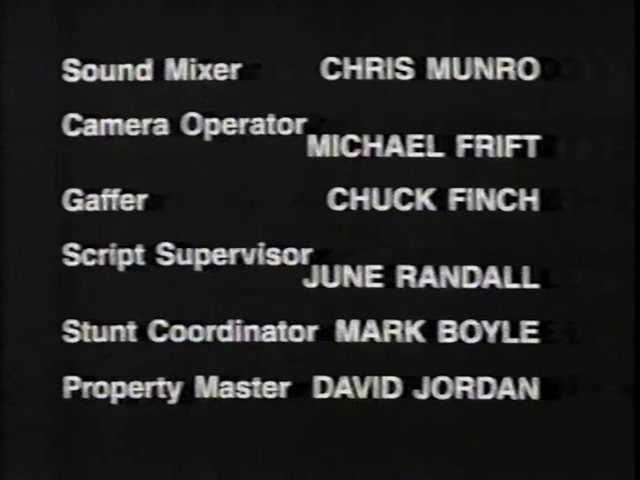 Sound Mixer CHRIS MUNRO
Camera Operator
MICHAEL FRIFT
Gaffer CHUCK FINCH
Script Supervisor
JUNE RANDALL
Stunt Coordinator MARK BOYLE
Property Master DAVID JORDAN